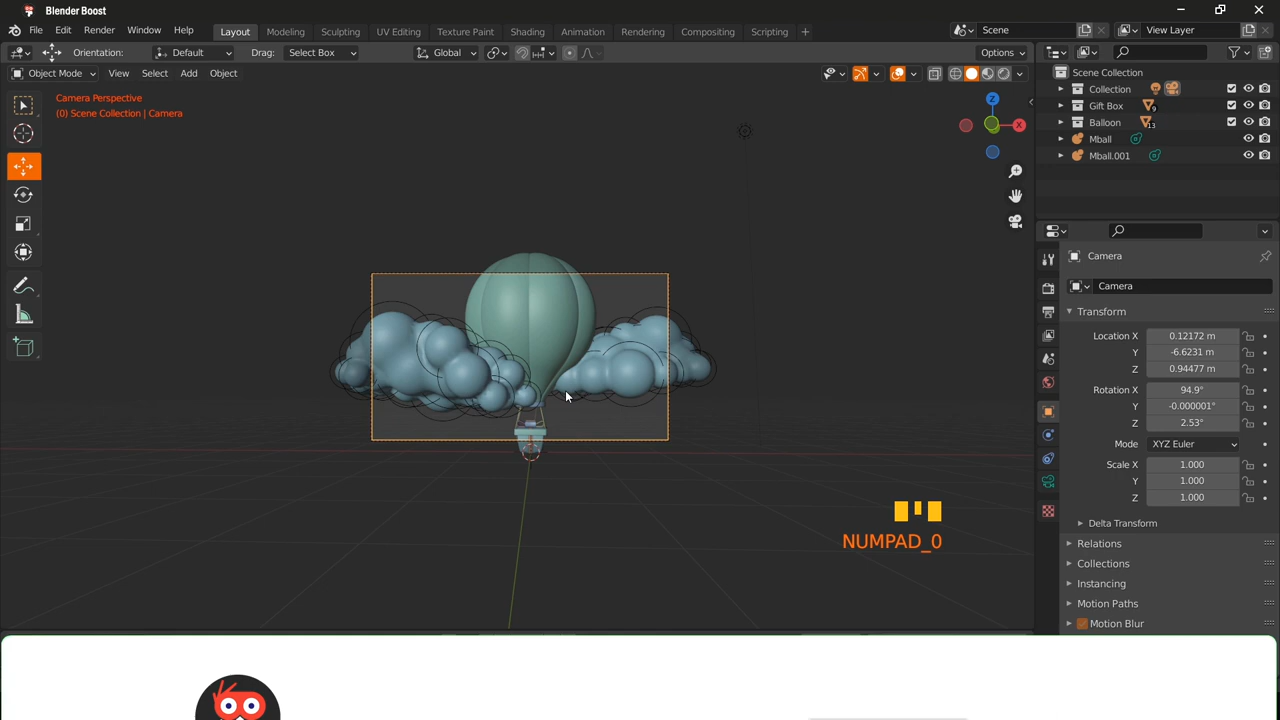 Blender Boost
File Edit Render Window Help Layout Modeling Sculpting UV Editing Texture Paint Shading Animation Rendering Compositing Scripting + Scene View Layer
Orientation: Default Drag: Select Box Global Options
Object Mode View Select Add Object
Camera Perspective
(0) Scene Collection | Camera
Z
X
Scene Collection
Collection
Gift Box 9
Balloon 13
Mball
Mball.001
Camera
Camera
Transform
Location X 0.12172 m
Y -6.6231 m
Z 0.94477 m
Rotation X 94.9°
Y -0.000001°
Z 2.53°
Mode XYZ Euler
Scale X 1.000
Y 1.000
Z 1.000
Delta Transform
Relations
Collections
Instancing
Motion Paths
Motion Blur
NUMPAD_0